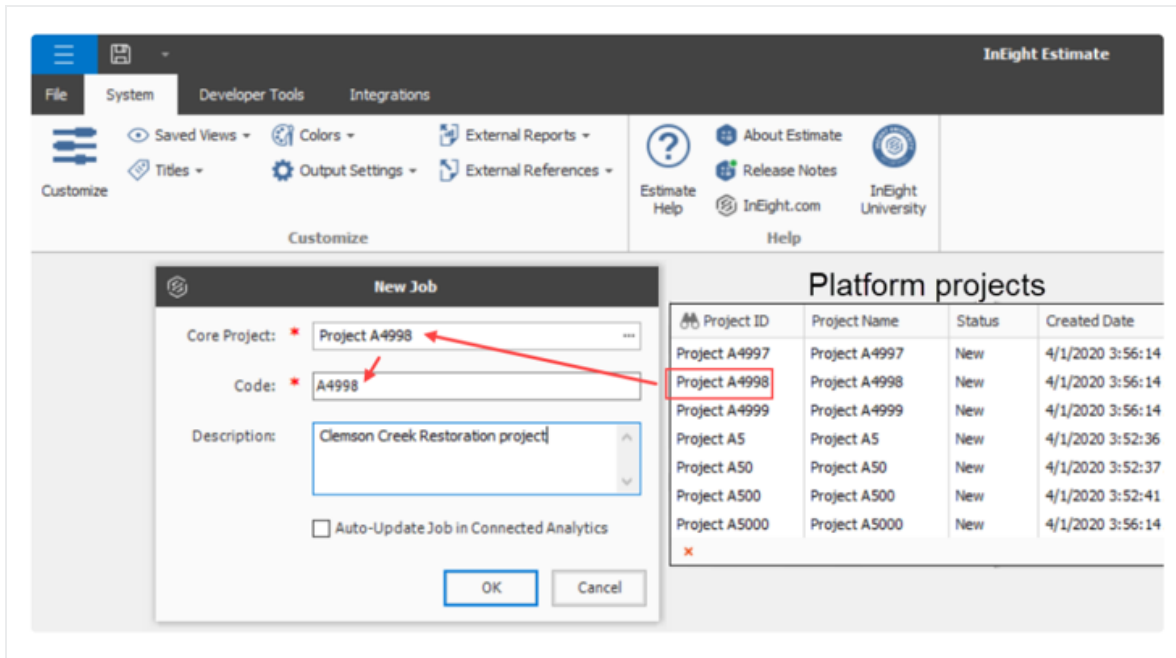 InEight Estimate
File System Developer Tools Integrations
Saved Views Colors External Reports About Estimate
Titles Output Settings External References Release Notes
Customize Estimate Help InEight.com InEight University
Customize Help
New Job
Core Project: * Project A4998 ...
Code: * A4998
Description: Clemson Creek Restoration project
Auto-Update Job in Connected Analytics
OK Cancel
Platform projects
Project ID Project Name Status Created Date
Project A4997 Project A4997 New 4/1/2020 3:56:14
Project A4998 Project A4998 New 4/1/2020 3:56:14
Project A4999 Project A4999 New 4/1/2020 3:56:14
Project A5 Project A5 New 4/1/2020 3:52:36
Project A50 Project A50 New 4/1/2020 3:52:37
Project A500 Project A500 New 4/1/2020 3:52:41
Project A5000 Project A5000 New 4/1/2020 3:56:14